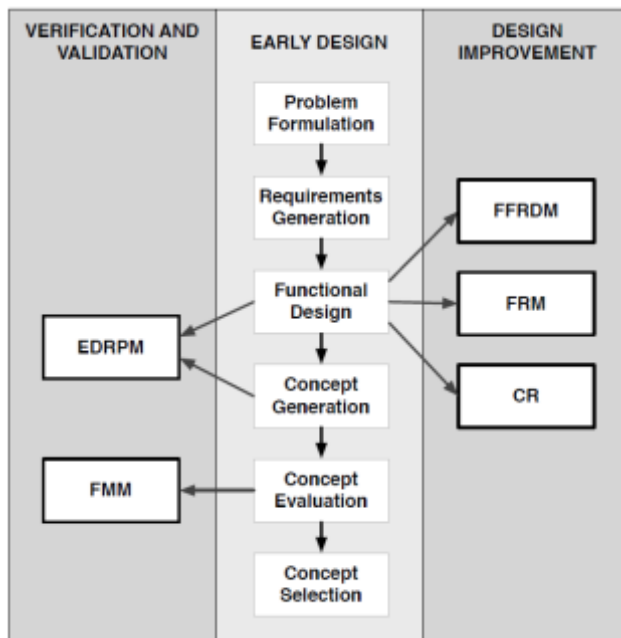 VERIFICATION AND
VALIDATION
EARLY DESIGN
DESIGN
IMPROVEMENT
Problem
Formulation
Requirements
Generation
FFRDM
Functional
Design
FRM
EDRPM
Concept
Generation
CR
FMM
Concept
Evaluation
Concept
Selection